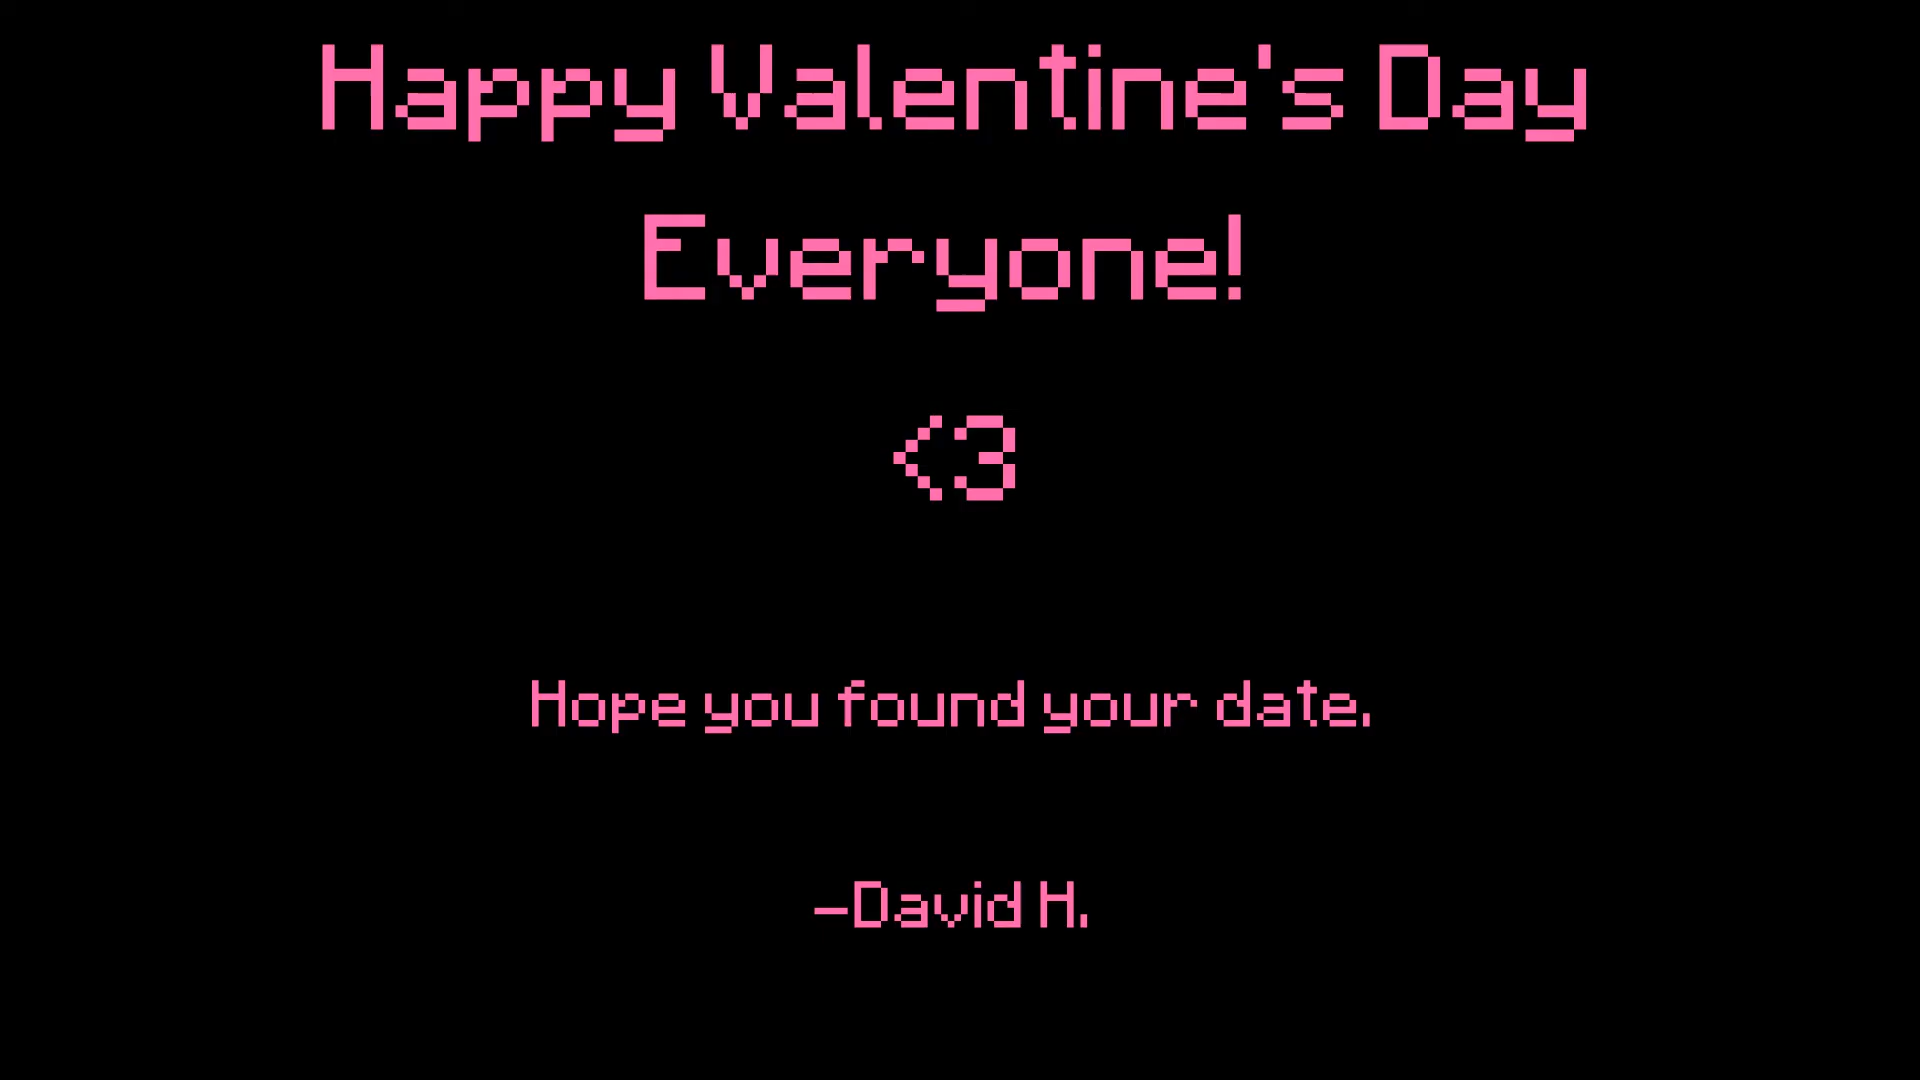 Happy Valentine's Day
Everyone!
<3
Hope you found your date.
-David H.